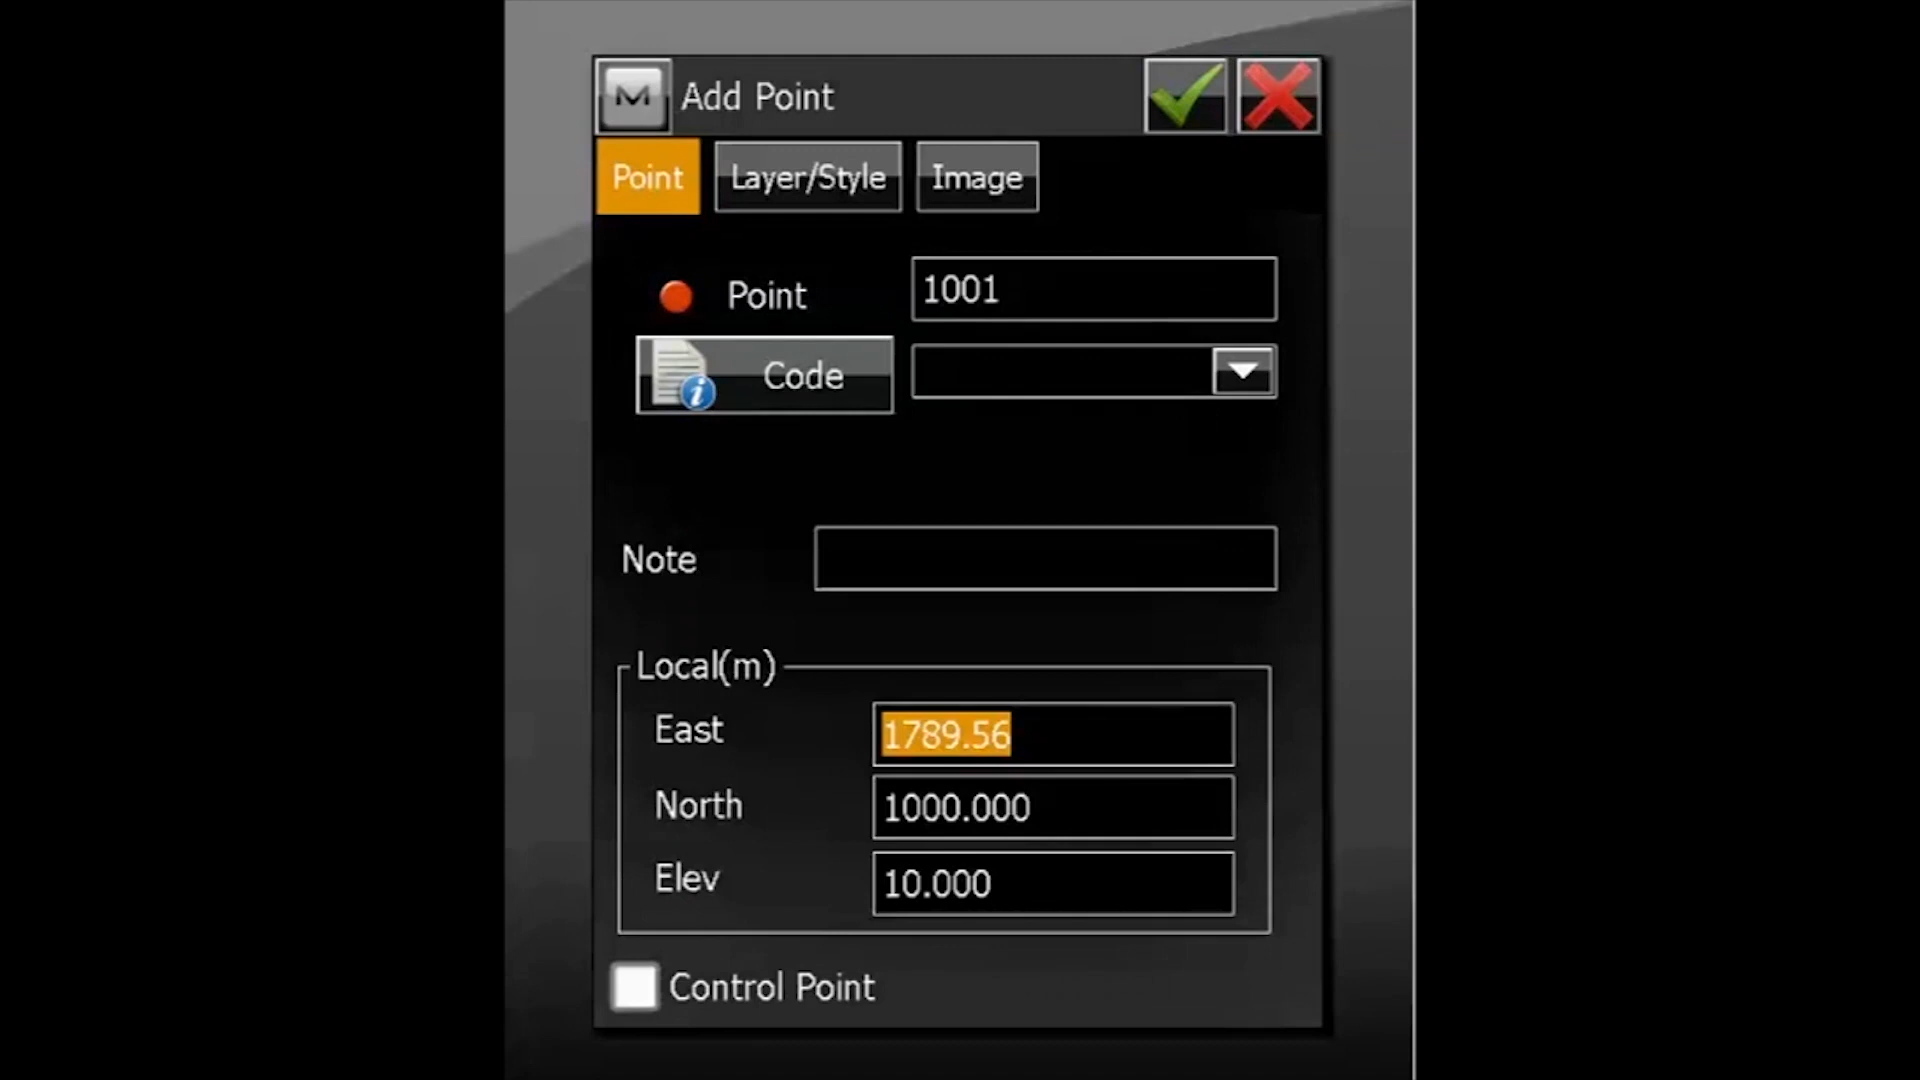 M Add Point
Point Layer/Style Image
Point 1001
Code
Note
Local(m)
East 1789.56
North 1000.000
Elev 10.000
Control Point